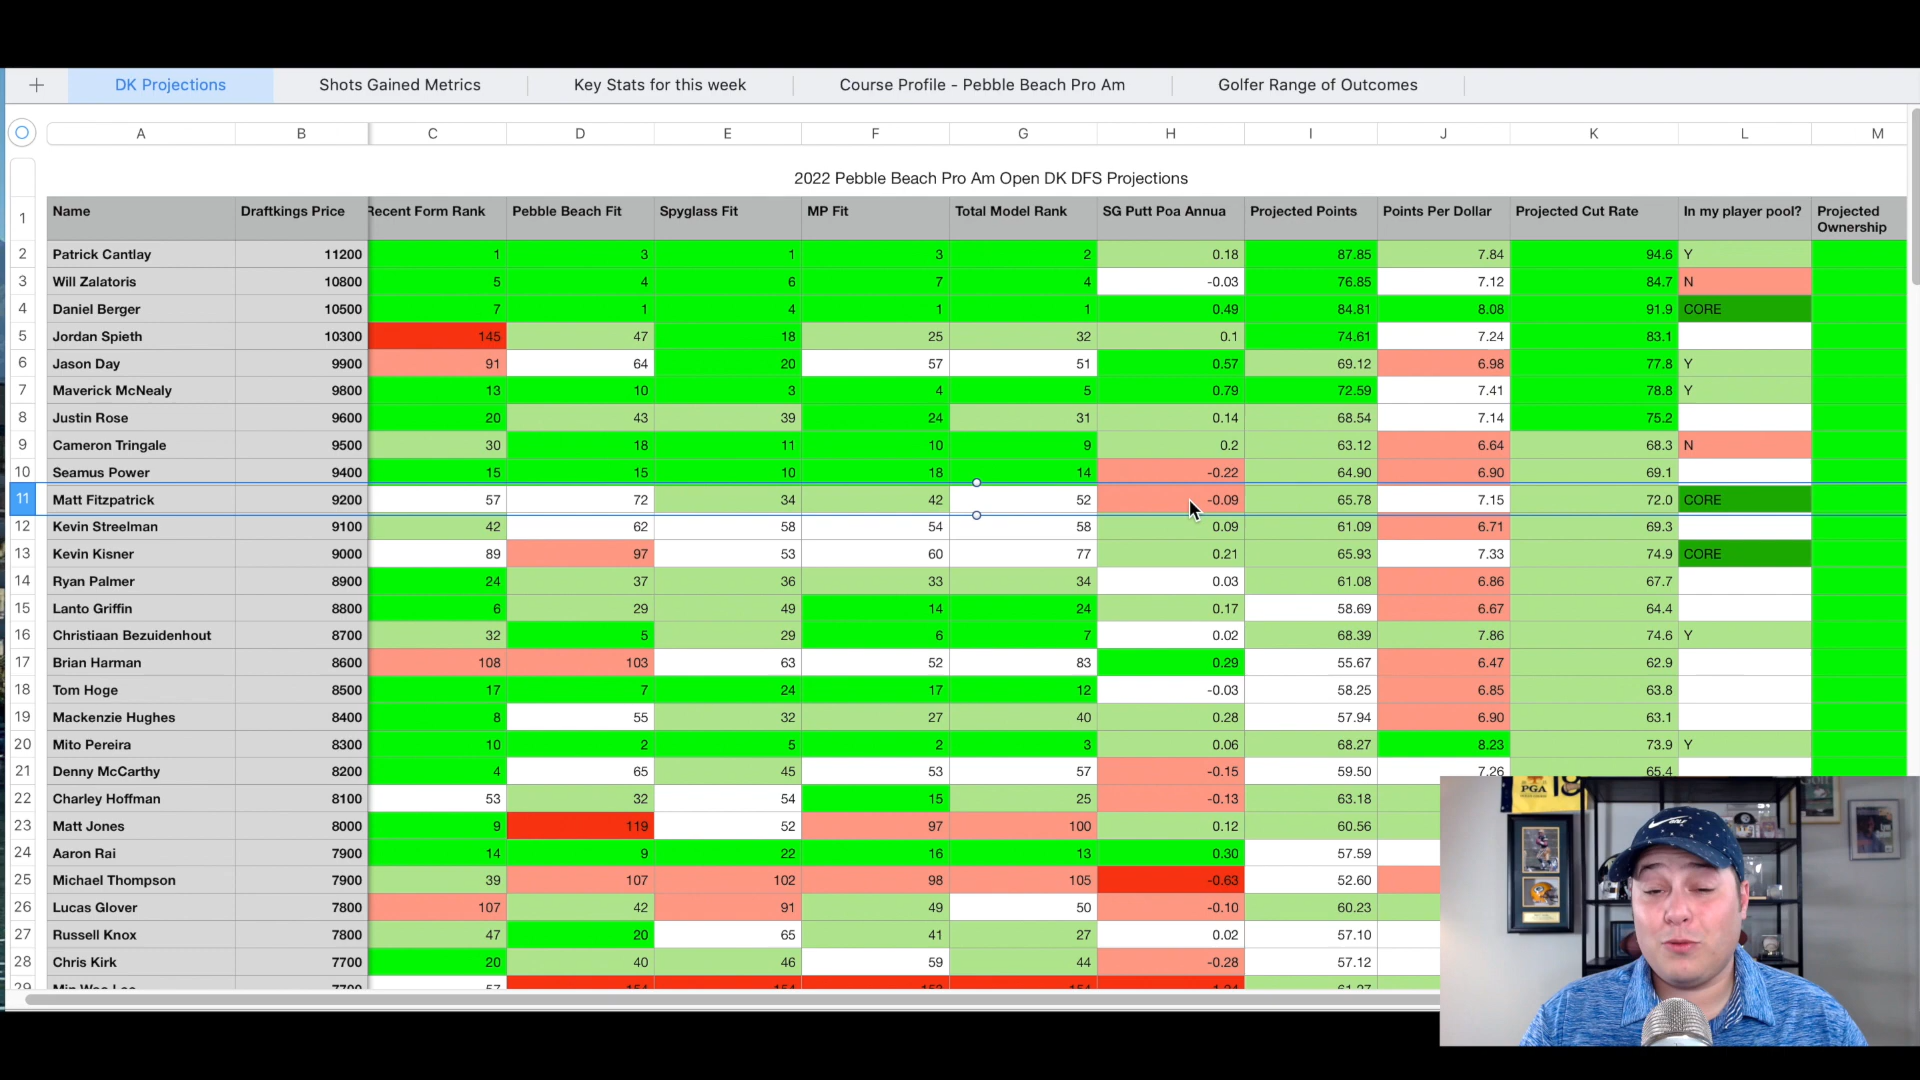 DK Projections Shots Gained Metrics Key Stats for this week Course Profile - Pebble Beach Pro Am Golfer Range of Outcomes
A B C D E F G H I J K L M
2022 Pebble Beach Pro Am Open DK DFS Projections
1 Name Draftkings Price Recent Form Rank Pebble Beach Fit Spyglass Fit MP Fit Total Model Rank SG Putt Poa Annua Projected Points Points Per Dollar Projected Cut Rate In my player pool? Projected
Ownership
2 Patrick Cantlay 11200 1 3 1 3 2 0.18 87.85 7.84 94.6 Y
3 Will Zalatoris 10800 5 4 6 7 4 -0.03 76.85 7.12 84.7 N
4 Daniel Berger 10500 7 1 4 1 1 0.49 84.81 8.08 91.9 CORE
5 Jordan Spieth 10300 145 47 18 25 32 0.1 74.61 7.24 83.1
6 Jason Day 9900 91 64 20 57 51 0.57 69.12 6.98 77.8 Y
7 Maverick McNealy 9800 13 10 3 4 5 0.79 72.59 7.41 78.8 Y
8 Justin Rose 9600 20 43 39 24 31 0.14 68.54 7.14 75.2
9 Cameron Tringale 9500 30 18 11 10 9 0.2 63.12 6.64 68.3 N
10 Seamus Power 9400 15 15 10 18 14 -0.22 64.90 6.90 69.1
11 Matt Fitzpatrick 9200 57 72 34 42 52 -0.09 65.78 7.15 72.0 CORE
12 Kevin Streelman 9100 42 62 58 54 58 0.09 61.09 6.71 69.3
13 Kevin Kisner 9000 89 97 53 60 77 0.21 65.93 7.33 74.9 CORE
14 Ryan Palmer 8900 24 37 36 33 34 0.03 61.08 6.86 67.7
15 Lanto Griffin 8800 6 29 49 14 24 0.17 58.69 6.67 64.4
16 Christiaan Bezuidenhout 8700 32 5 29 6 7 0.02 68.39 7.86 74.6 Y
17 Brian Harman 8600 108 103 63 52 83 0.29 55.67 6.47 62.9
18 Tom Hoge 8500 17 7 24 17 12 -0.03 58.25 6.85 63.8
19 Mackenzie Hughes 8400 8 55 32 27 40 0.28 57.94 6.90 63.1
20 Mito Pereira 8300 10 2 5 2 3 0.06 68.27 8.23 73.9 Y
21 Denny McCarthy 8200 4 65 45 53 57 -0.15 59.50 7.26 65.4
22 Charley Hoffman 8100 53 32 54 15 25 -0.13 63.18
23 Matt Jones 8000 9 119 52 97 100 0.12 60.56
24 Aaron Rai 7900 14 9 22 16 13 0.30 57.59
25 Michael Thompson 7900 39 107 102 98 105 -0.63 52.60
26 Lucas Glover 7800 107 42 91 49 50 -0.10 60.23
27 Russell Knox 7800 47 20 65 41 27 0.02 57.10
28 Chris Kirk 7700 20 40 46 59 44 -0.28 57.12
PGA